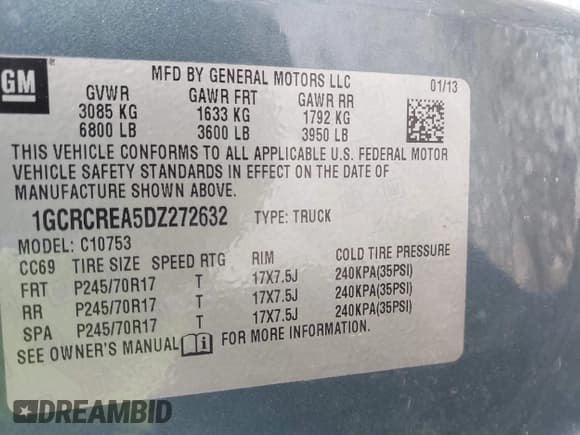 GM
MFD BY GENERAL MOTORS LLC
01/13
GVWR GAWR FRT GAWR RR
3085 KG 1633 KG 1792 KG
6800 LB 3600 LB 3950 LB
THIS VEHICLE CONFORMS TO ALL APPLICABLE U.S. FEDERAL MOTOR
VEHICLE SAFETY STANDARDS IN EFFECT ON THE DATE OF
MANUFACTURE SHOWN ABOVE.
1GCRCREA5DZ272632 TYPE: TRUCK
MODEL: C10753
CC69 TIRE SIZE SPEED RTG RIM COLD TIRE PRESSURE
FRT P245/70R17 T 17X7.5J 240KPA(35PSI)
RR P245/70R17 T 17X7.5J 240KPA(35PSI)
SPA P245/70R17 T 17X7.5J 240KPA(35PSI)
SEE OWNER'S MANUAL FOR MORE INFORMATION.
DREAMBID